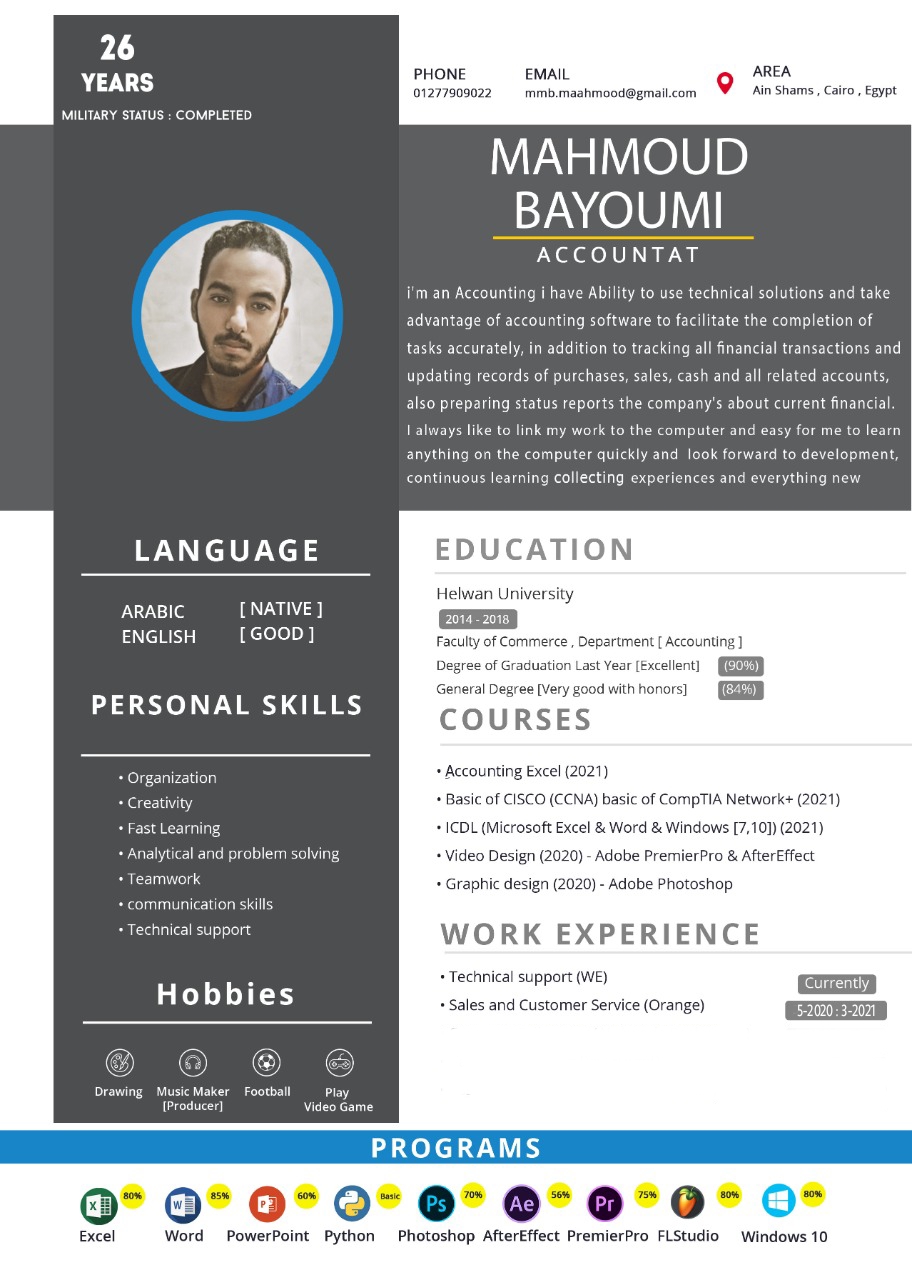 26
YEARS
MILITARY STATUS : COMPLETED
PHONE
01277909022
EMAIL
mmb.maahmood@gmail.com
AREA
Ain Shams , Cairo , Egypt
MAHMOUD
BAYOUMI
ACCOUNTAT
i'm an Accounting i have Ability to use technical solutions and take
advantage of accounting software to facilitate the completion of
tasks accurately, in addition to tracking all financial transactions and
updating records of purchases, sales, cash and all related accounts,
also preparing status reports the company's about current financial.
I always like to link my work to the computer and easy for me to learn
anything on the computer quickly and look forward to development,
continuous learning collecting experiences and everything new
LANGUAGE
ARABIC [ NATIVE ]
ENGLISH [ GOOD ]
PERSONAL SKILLS
• Organization
• Creativity
• Fast Learning
• Analytical and problem solving
• Teamwork
• communication skills
• Technical support
Hobbies
Drawing
Music Maker
[Producer]
Football
Play
Video Game
EDUCATION
Helwan University
2014 - 2018
Faculty of Commerce , Department [ Accounting ]
Degree of Graduation Last Year [Excellent] (90%)
General Degree [Very good with honors] (84%)
COURSES
• Accounting Excel (2021)
• Basic of CISCO (CCNA) basic of CompTIA Network+ (2021)
• ICDL (Microsoft Excel & Word & Windows [7,10]) (2021)
• Video Design (2020) - Adobe PremierPro & AfterEffect
• Graphic design (2020) - Adobe Photoshop
WORK EXPERIENCE
• Technical support (WE) Currently
• Sales and Customer Service (Orange) 5-2020 : 3-2021
PROGRAMS
X 80% W 85% P 60% Basic Ps 70% Ae 56% Pr 75% 80% 80%
Excel Word PowerPoint Python Photoshop AfterEffect PremierPro FLStudio Windows 10